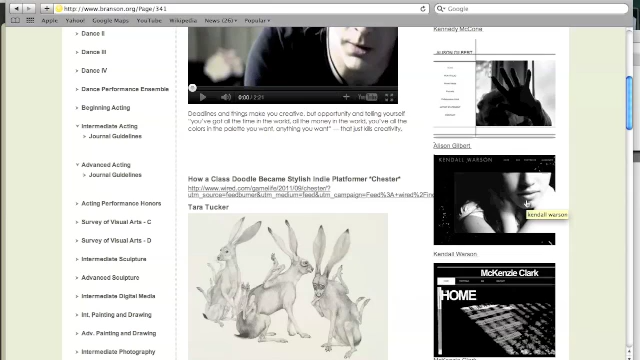 http://www.branson.org/Page/341
Google
Apple Yahoo! Google Maps YouTube Wikipedia News (26) Popular
Dance II
Dance III
Dance IV
Dance Performance Ensemble
Beginning Acting
Intermediate Acting
Journal Guidelines
Advanced Acting
Journal Guidelines
Acting Performance Honors
Survey of Visual Arts - C
Survey of Visual Arts - D
Intermediate Sculpture
Advanced Sculpture
Intermediate Digital Media
Int. Painting and Drawing
Adv. Painting and Drawing
Intermediate Photography
0:00 / 2:21
YouTube
Deadlines and things make you creative, but opportunity and telling yourself
"you've got all the time in the world, all the money in the world, you've all the
colors in the palette you want, anything you want" — that just kills creativity.
How a Class Doodle Became Stylish Indie Platformer "Chester"
http://www.wired.com/gamelife/2011/09/chester/?
utm_source=feedburner&utm_medium=feed&utm_campaign=Feed%3A+wired%2Fin
Tara Tucker
Kennedy McCone
Alison Gilbert
KENDALL WARSON
kendall warson
Kendall Warson
McKenzie Clark
HOME